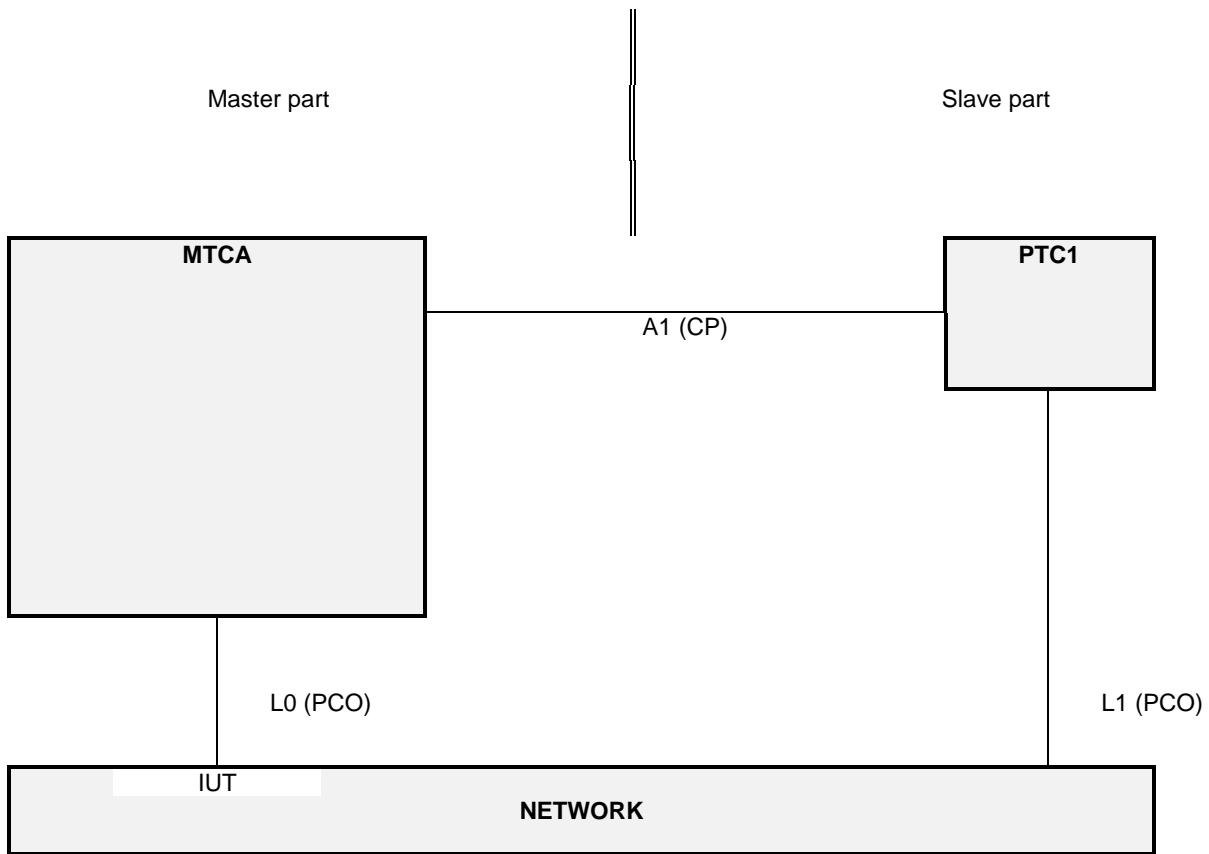 Master part
Slave part
MTCA
PTC1
A1 (CP)
L0 (PCO)
L1 (PCO)
IUT
NETWORK